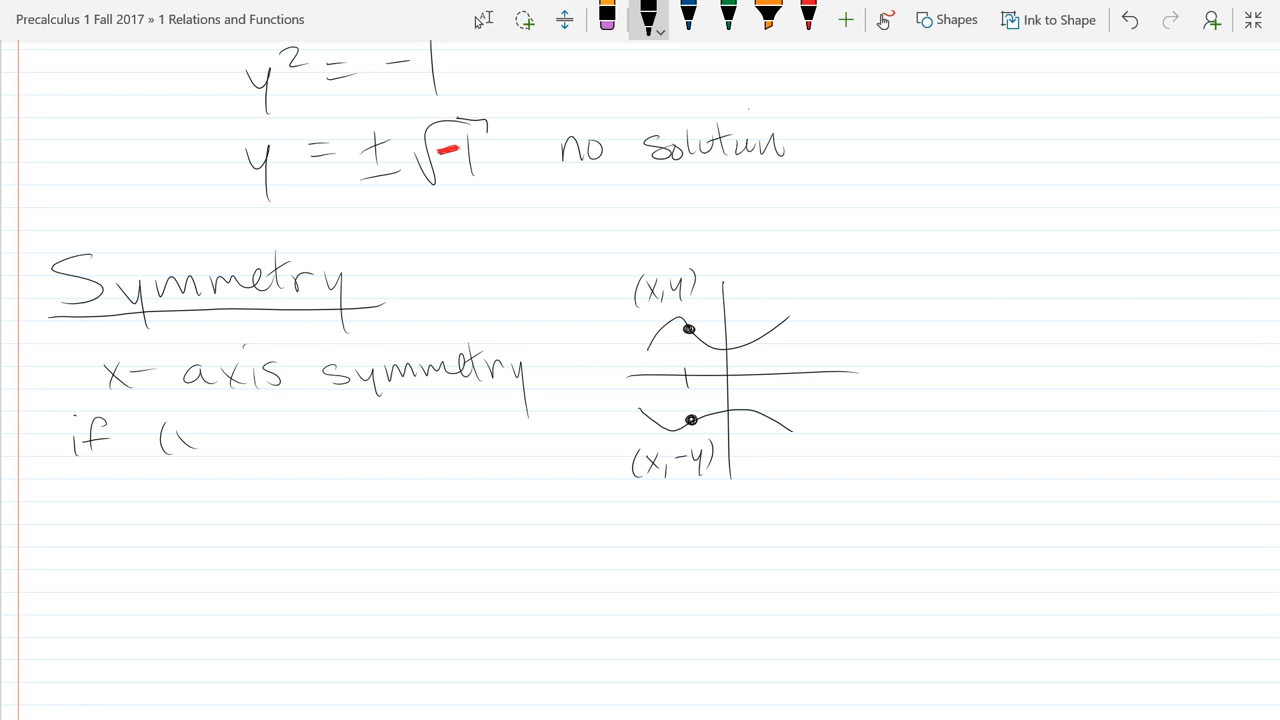 Precalculus 1 Fall 2017 » 1 Relations and Functions
Shapes
Ink to Shape
y² = -1
y = ± √-1 no solution
Symmetry
(x,y)
x-axis symmetry
if (
(x,-y)